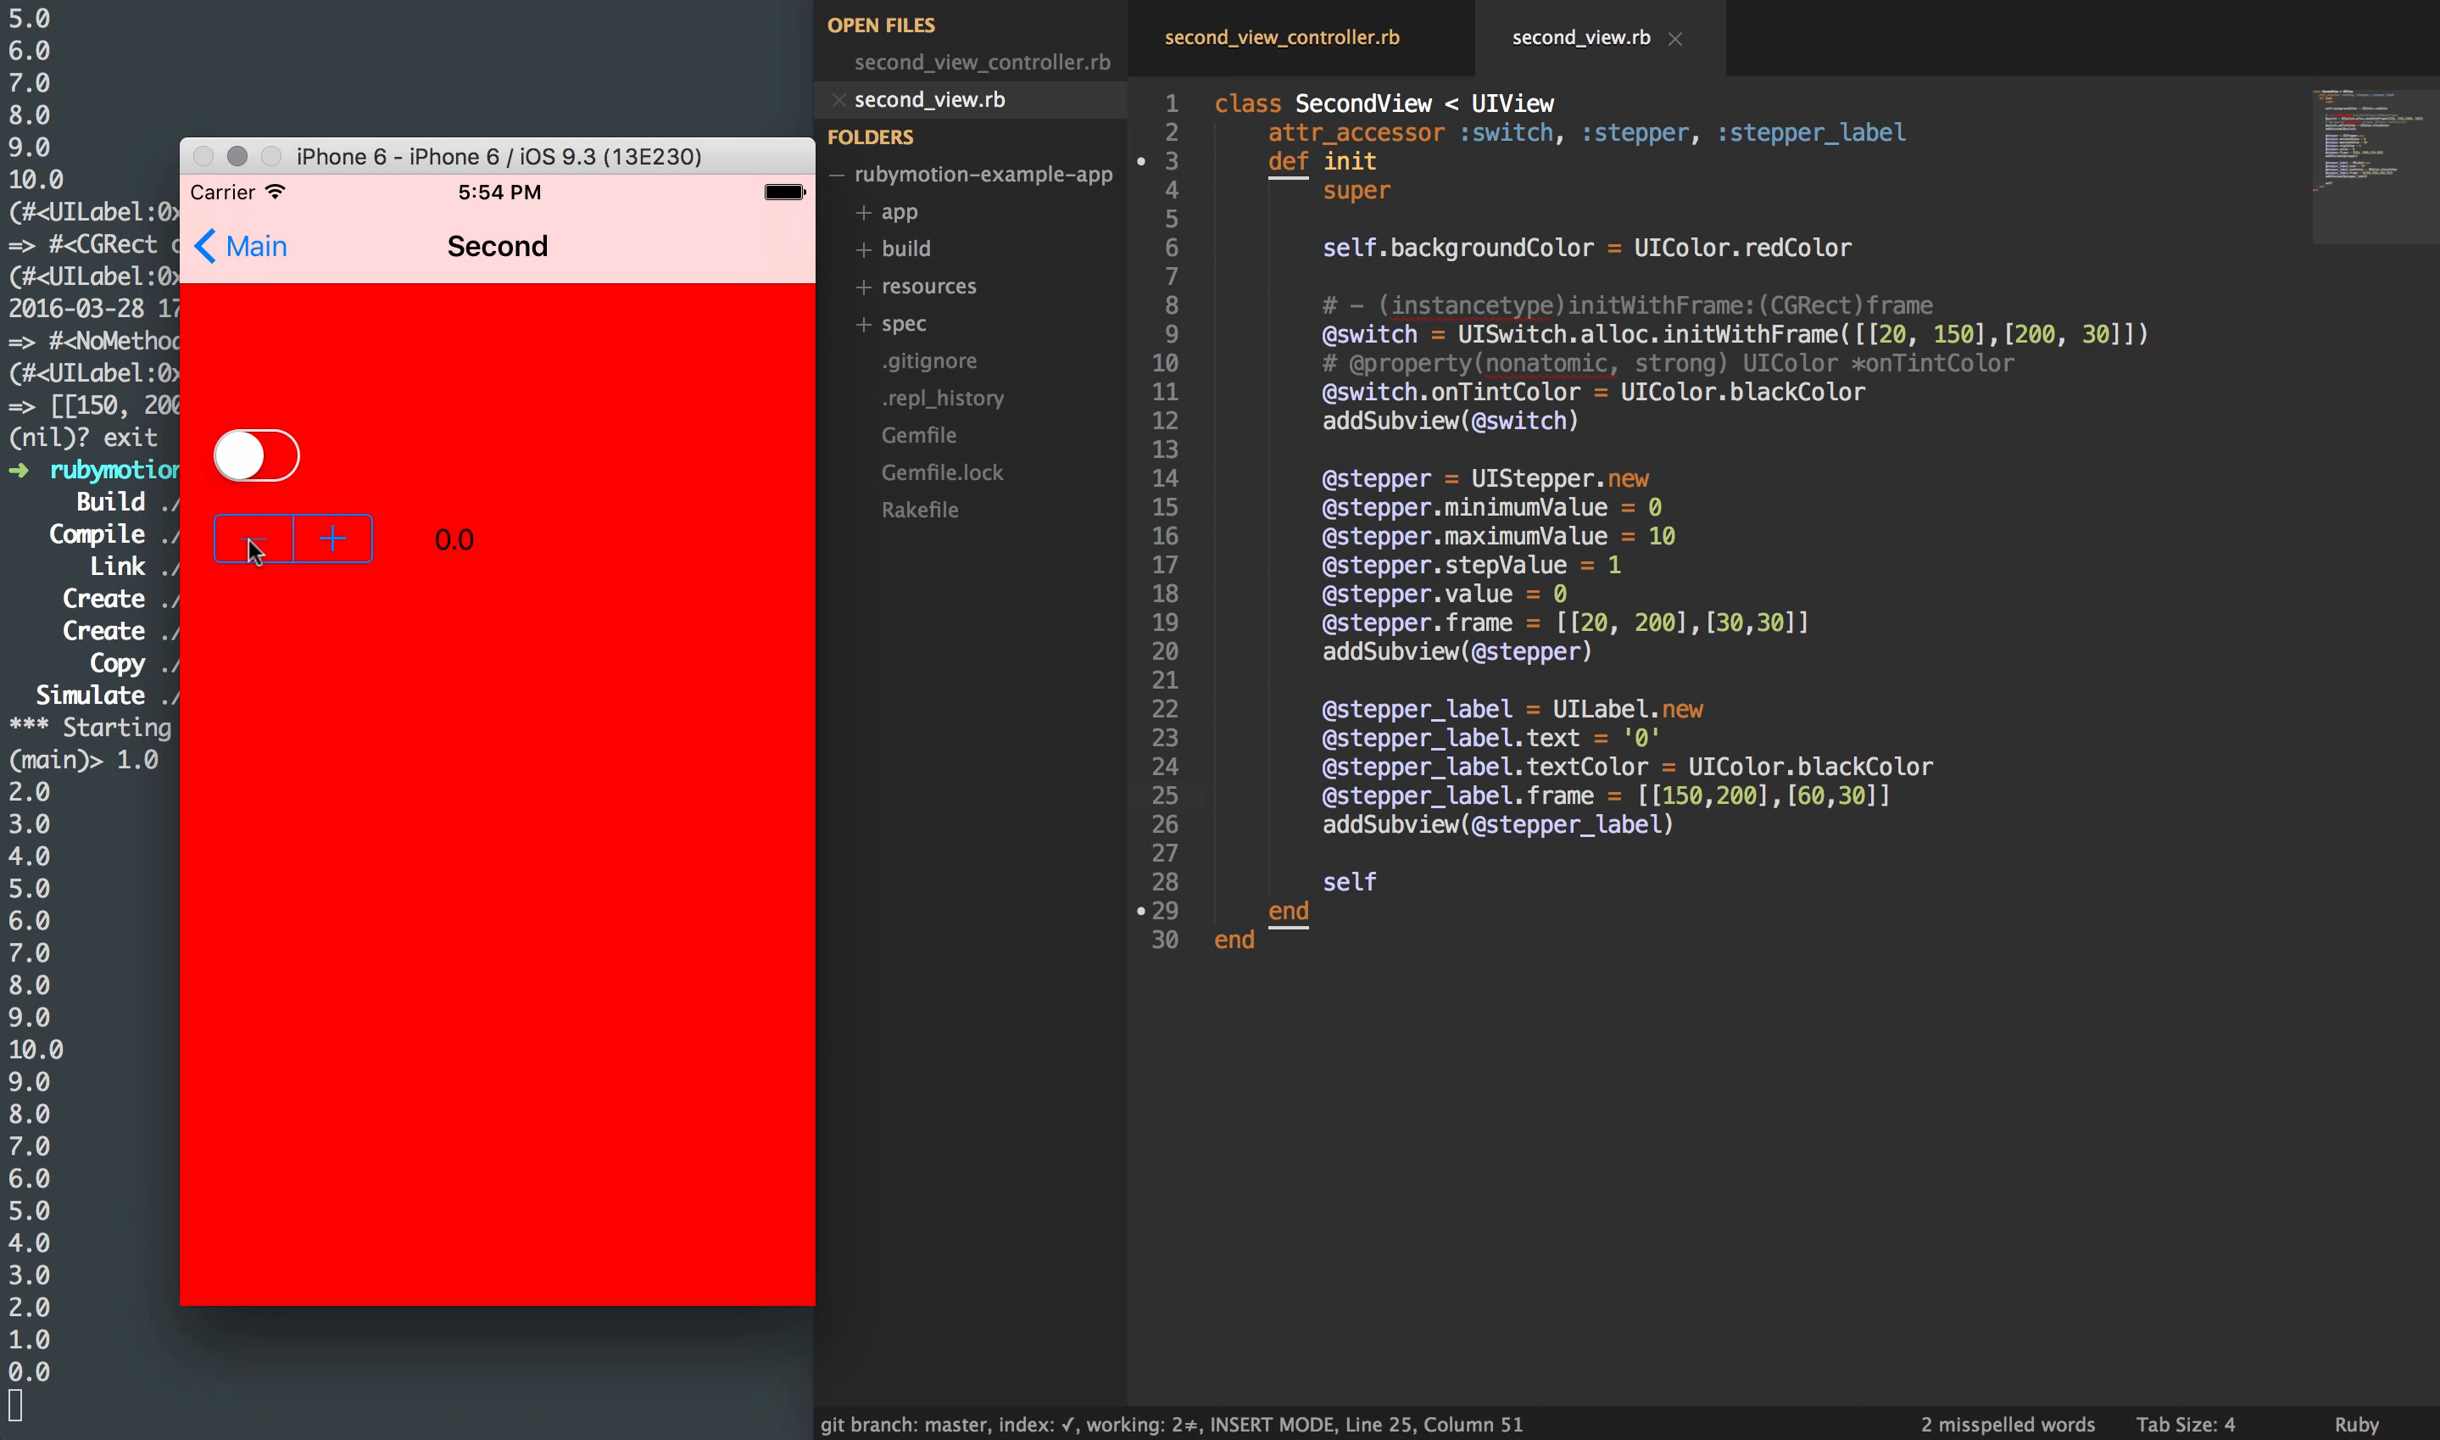 5.0
6.0
7.0
8.0
9.0
10.0
(#<UILabel:0x
=> #<CGRect
(#<UILabel:0x
2016-03-28 17
=> #<NoMethod
(#<UILabel:0x
=> [[150, 200
(nil)? exit
➜ rubymotion
Build ./
Compile ./
Link ./
Create ./
Create ./
Copy ./
Simulate ./
*** Starting
(main)> 1.0
2.0
3.0
4.0
5.0
6.0
7.0
8.0
9.0
10.0
9.0
8.0
7.0
6.0
5.0
4.0
3.0
2.0
1.0
0.0
iPhone 6 - iPhone 6 / iOS 9.3 (13E230)
Carrier 5:54 PM
Main Second
0.0
OPEN FILES
second_view_controller.rb
second_view.rb
FOLDERS
rubymotion-example-app
+ app
+ build
+ resources
+ spec
.gitignore
.repl_history
Gemfile
Gemfile.lock
Rakefile
second_view_controller.rb second_view.rb
1 class SecondView < UIView
2 attr_accessor :switch, :stepper, :stepper_label
3 def init
4 super
5
6 self.backgroundColor = UIColor.redColor
7
8 # - (instancetype)initWithFrame:(CGRect)frame
9 @switch = UISwitch.alloc.initWithFrame([[20, 150],[200, 30]])
10 # @property(nonatomic, strong) UIColor *onTintColor
11 @switch.onTintColor = UIColor.blackColor
12 addSubview(@switch)
13
14 @stepper = UIStepper.new
15 @stepper.minimumValue = 0
16 @stepper.maximumValue = 10
17 @stepper.stepValue = 1
18 @stepper.value = 0
19 @stepper.frame = [[20, 200],[30,30]]
20 addSubview(@stepper)
21
22 @stepper_label = UILabel.new
23 @stepper_label.text = '0'
24 @stepper_label.textColor = UIColor.blackColor
25 @stepper_label.frame = [[150,200],[60,30]]
26 addSubview(@stepper_label)
27
28 self
29 end
30 end
git branch: master, index: ✓, working: 2≠, INSERT MODE, Line 25, Column 51
2 misspelled words Tab Size: 4 Ruby